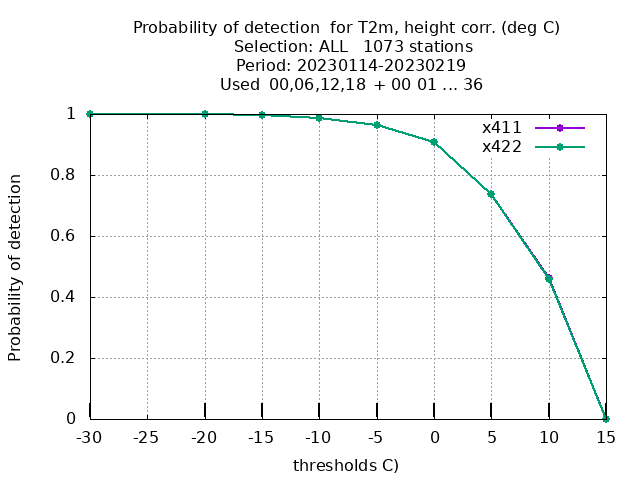 Probability of detection  for T2m, height corr. (deg C)
Selection: ALL   1073 stations
Period: 20230114-20230219
Used  00,06,12,18  + 00 01 ... 36
x411
x422
Probability of detection
1
0.8
0.6
0.4
0.2
0
-30 -25 -20 -15 -10 -5 0 5 10 15
thresholds C)